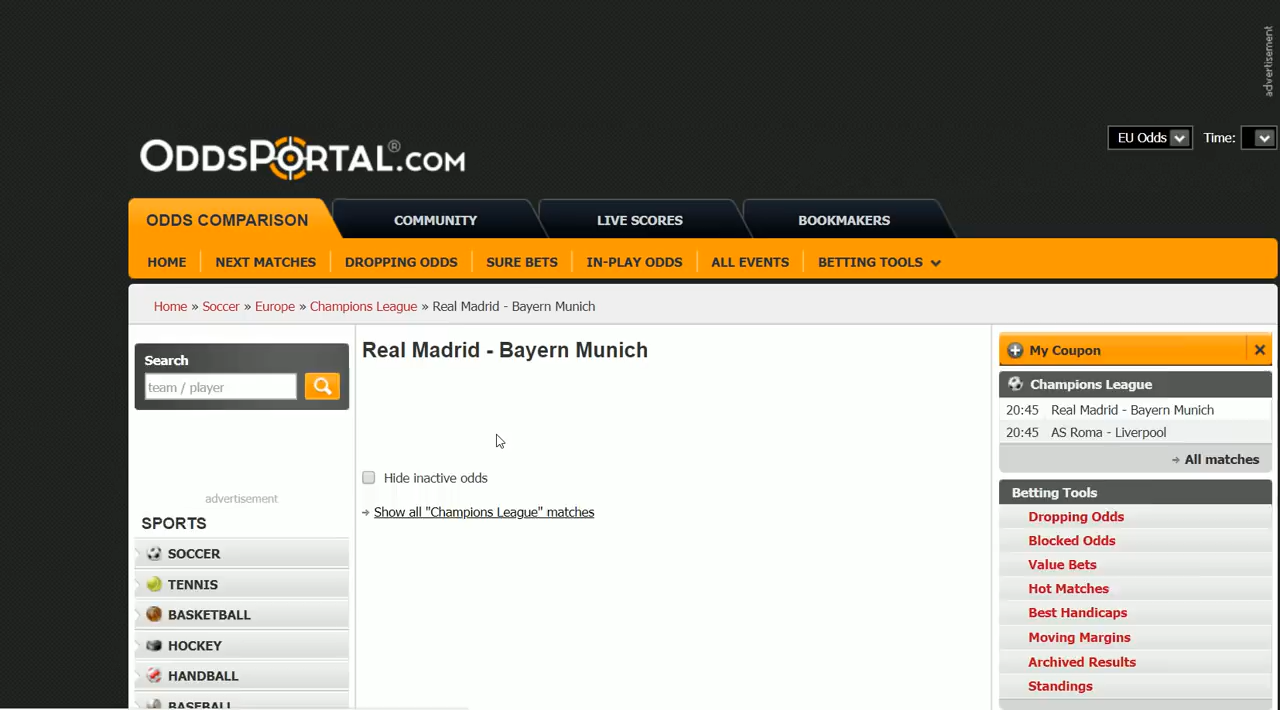 advertisement
ODDSPORTAL®.COM
EU Odds
Time:
ODDS COMPARISON
COMMUNITY
LIVE SCORES
BOOKMAKERS
HOME
NEXT MATCHES
DROPPING ODDS
SURE BETS
IN-PLAY ODDS
ALL EVENTS
BETTING TOOLS
Home » Soccer » Europe » Champions League » Real Madrid - Bayern Munich
Search
team / player
advertisement
SPORTS
SOCCER
TENNIS
BASKETBALL
HOCKEY
HANDBALL
BASEBALL
Real Madrid - Bayern Munich
Hide inactive odds
Show all "Champions League" matches
My Coupon
Champions League
20:45 Real Madrid - Bayern Munich
20:45 AS Roma - Liverpool
All matches
Betting Tools
Dropping Odds
Blocked Odds
Value Bets
Hot Matches
Best Handicaps
Moving Margins
Archived Results
Standings